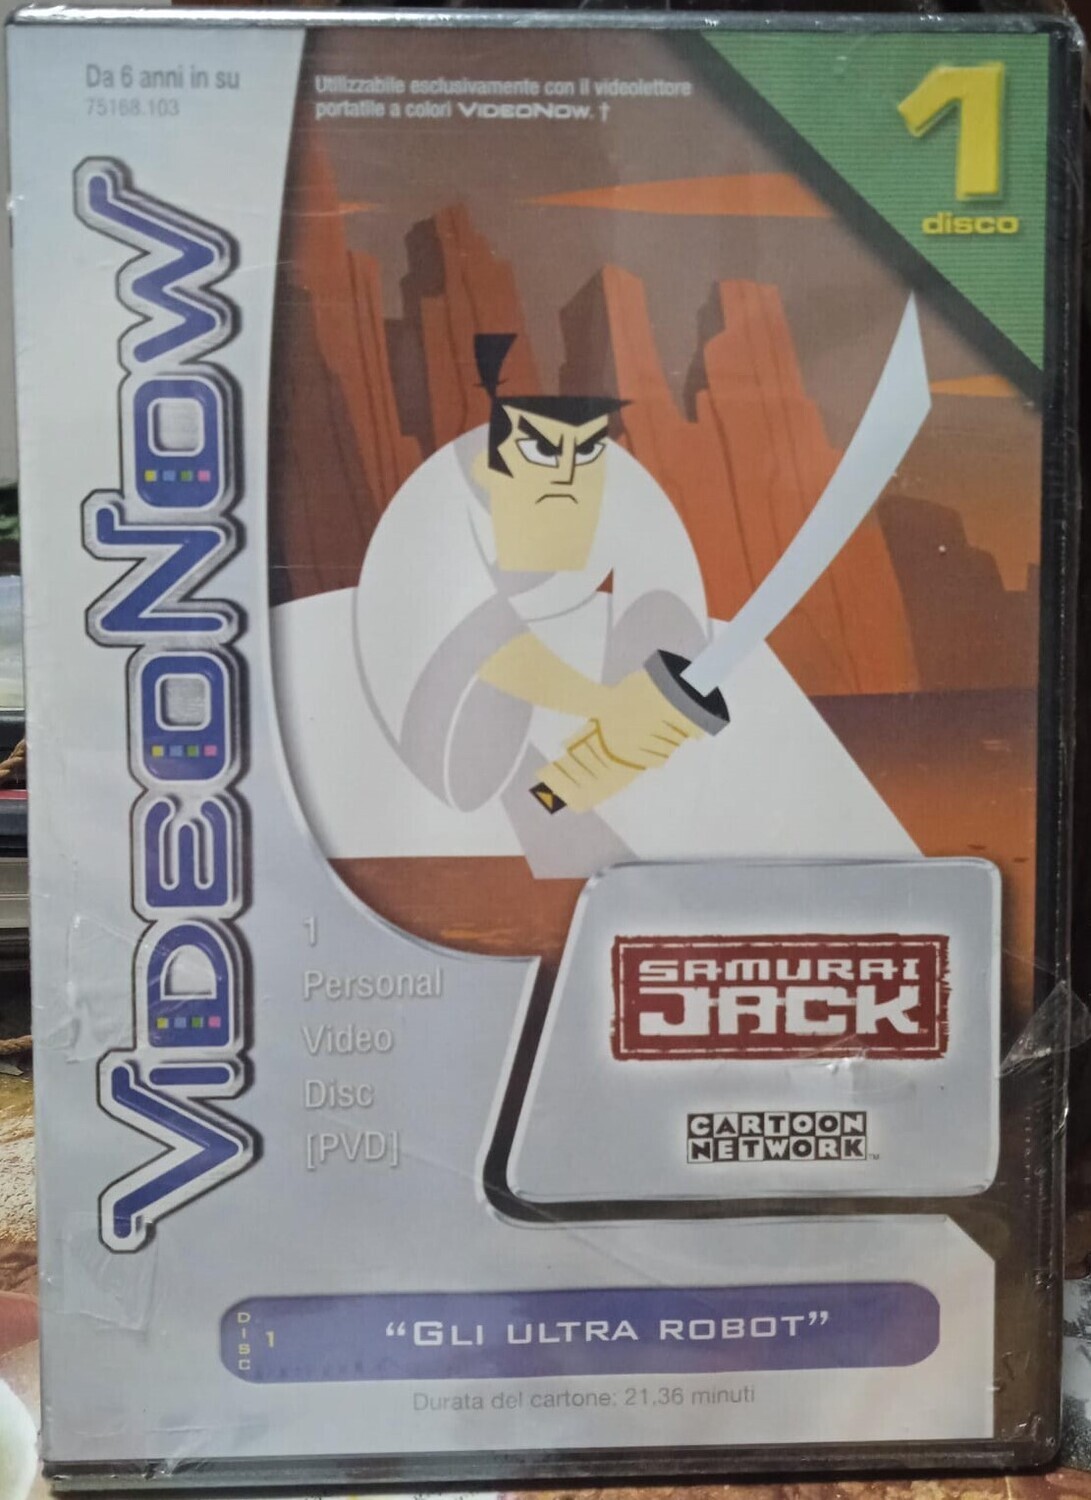 Da 6 anni in su
75168.103
Utilizzabile esclusivamente con il videolettore
portatile a colori VIDEONOW. †
1
disco
VIDEONOW
1
Personal
Video
Disc
[PVD]
SAMURAI
JACK
CARTOON
NETWORK™
DISC 1
“GLI ULTRA ROBOT”
Durata del cartone: 21,36 minuti